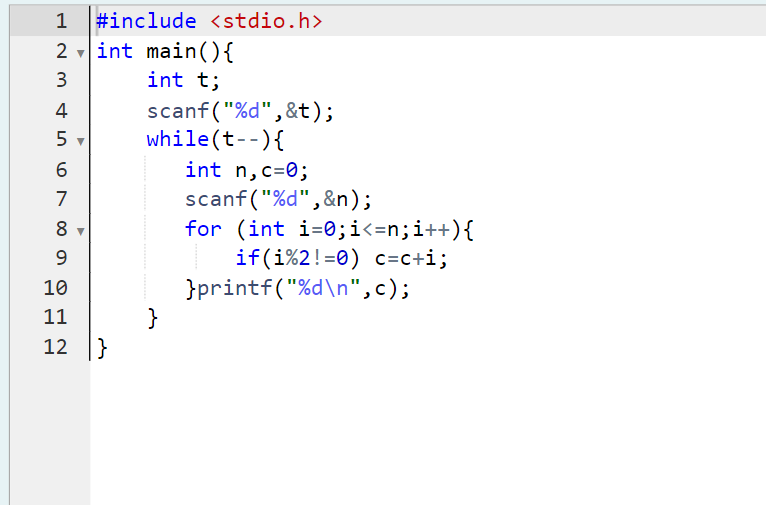 1 #include <stdio.h>
2 int main(){
3 int t;
4 scanf("%d",&t);
5 while(t--){
6 int n,c=0;
7 scanf("%d",&n);
8 for (int i=0;i<=n;i++){
9 if(i%2!=0) c=c+i;
10 }printf("%d\n",c);
11 }
12 }